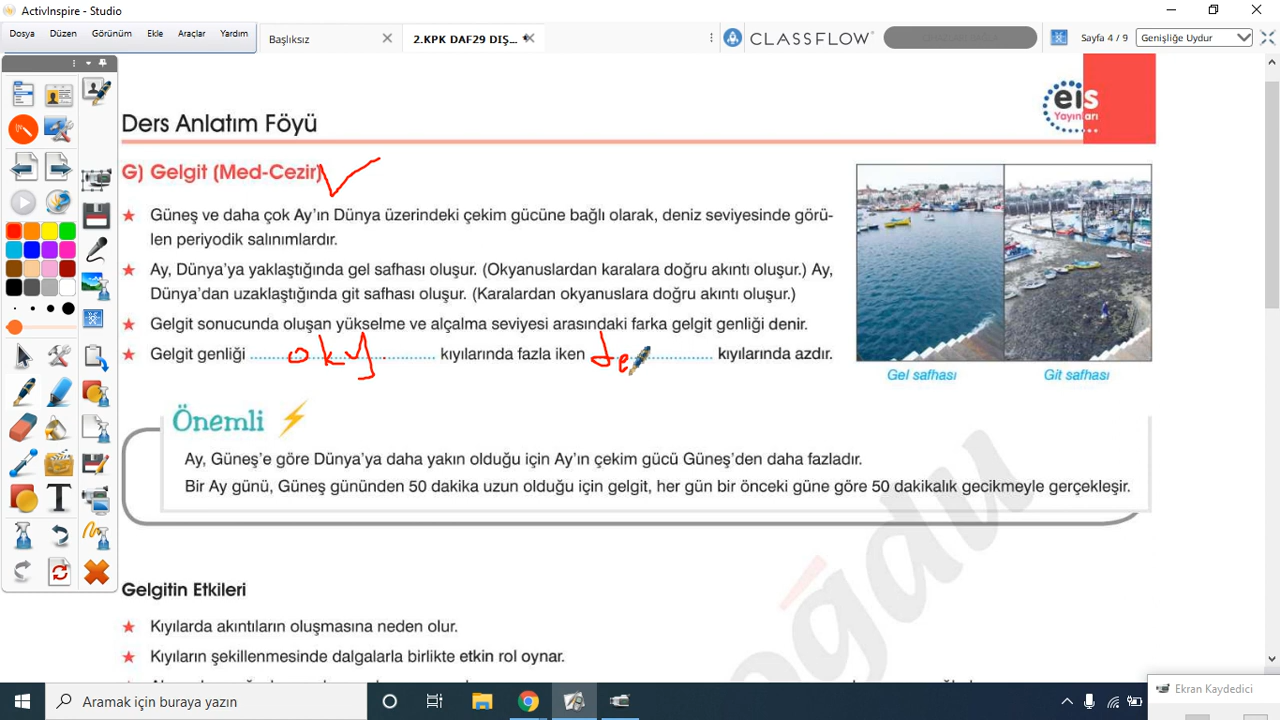 ActivInspire - Studio
Dosya Düzen Görünüm Ekle Araçlar Yardım
Başlıksız
2.KPK DAF29 DIŞ...
CLASSFLOW
Sayfa 4 / 9
Genişliğe Uydur
Ders Anlatım Föyü
eis
Yayınları
G) Gelgit (Med-Cezir)
Güneş ve daha çok Ay'ın Dünya üzerindeki çekim gücüne bağlı olarak, deniz seviyesinde görü-
len periyodik salınımlardır.
Ay, Dünya'ya yaklaştığında gel safhası oluşur. (Okyanuslardan karalara doğru akıntı oluşur.) Ay,
Dünya'dan uzaklaştığında git safhası oluşur. (Karalardan okyanuslara doğru akıntı oluşur.)
Gelgit sonucunda oluşan yükselme ve alçalma seviyesi arasındaki farka gelgit genliği denir.
Gelgit genliği oky. kıyılarında fazla iken de kıyılarında azdır.
Gel safhası
Git safhası
Önemli
Ay, Güneş'e göre Dünya'ya daha yakın olduğu için Ay'ın çekim gücü Güneş'den daha fazladır.
Bir Ay günü, Güneş gününden 50 dakika uzun olduğu için gelgit, her gün bir önceki güne göre 50 dakikalık gecikmeyle gerçekleşir.
Gelgitin Etkileri
Kıyılarda akıntıların oluşmasına neden olur.
Kıyıların şekillenmesinde dalgalarla birlikte etkin rol oynar.
Aramak için buraya yazın
Ekran Kaydedici